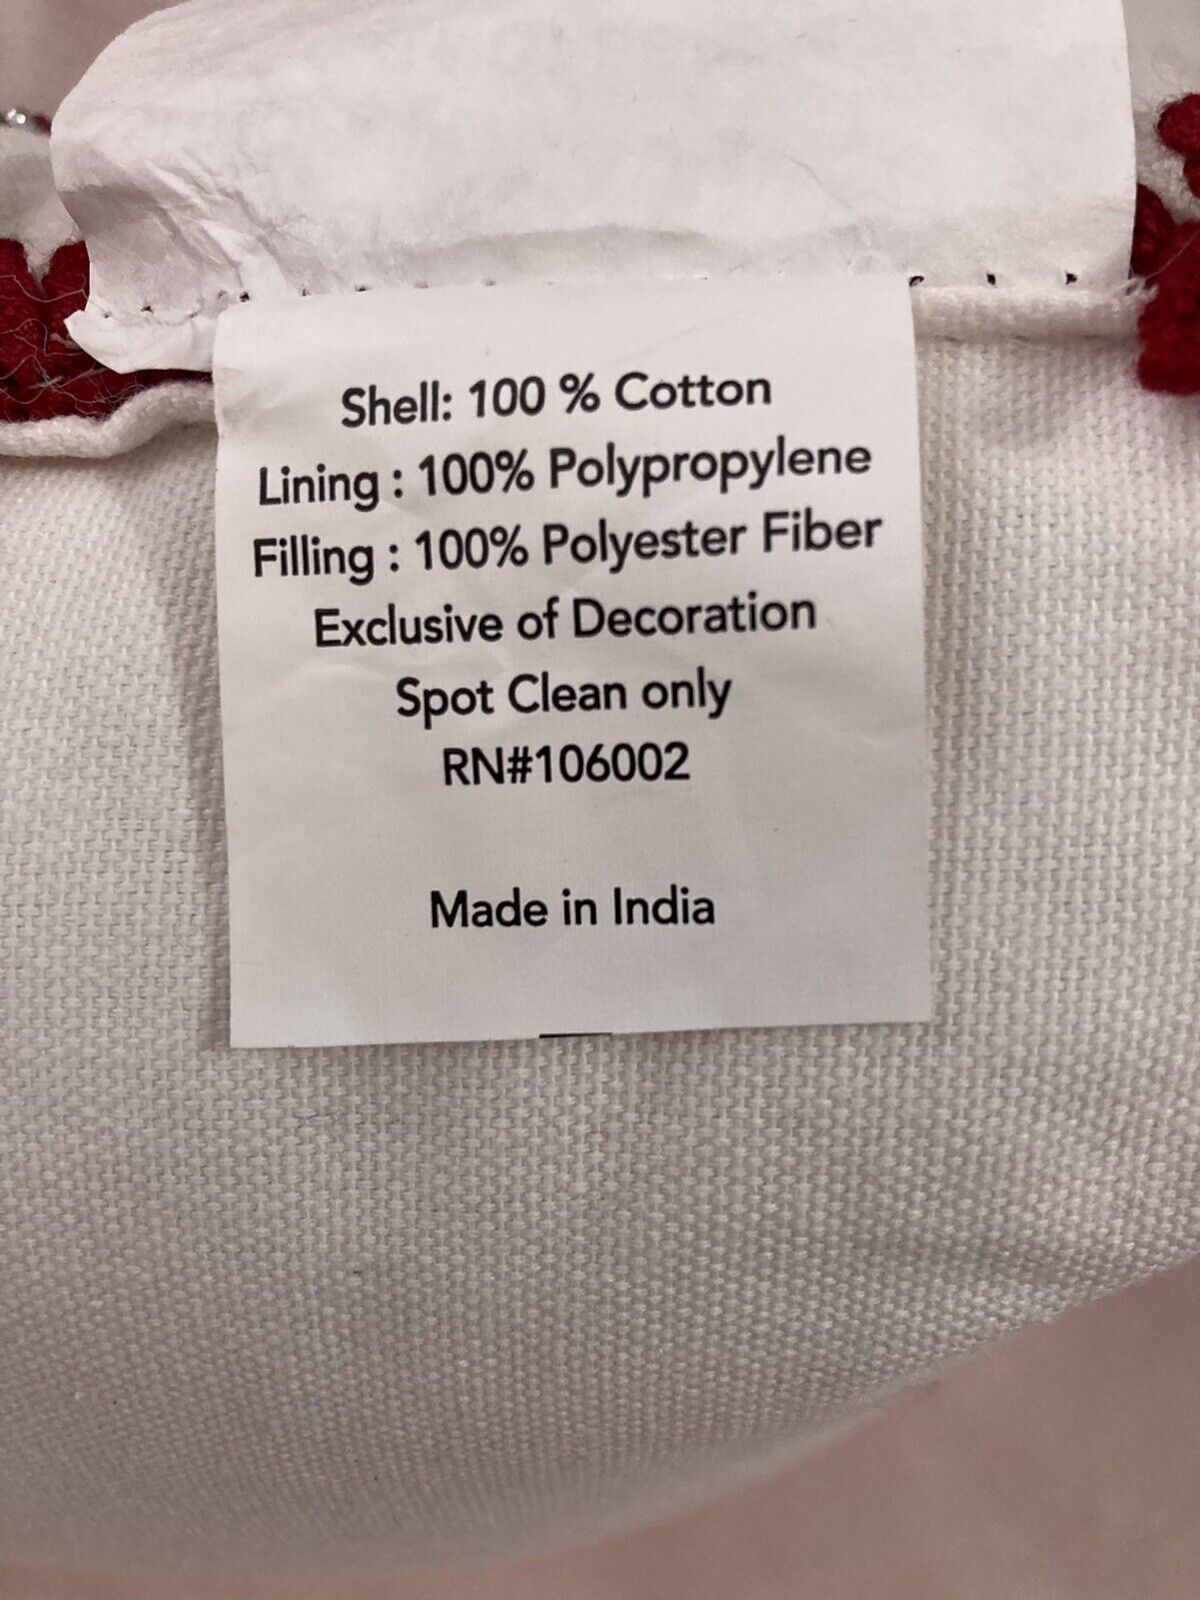 Shell: 100 % Cotton
Lining : 100% Polypropylene
Filling : 100% Polyester Fiber
Exclusive of Decoration
Spot Clean only
RN#106002
Made in India